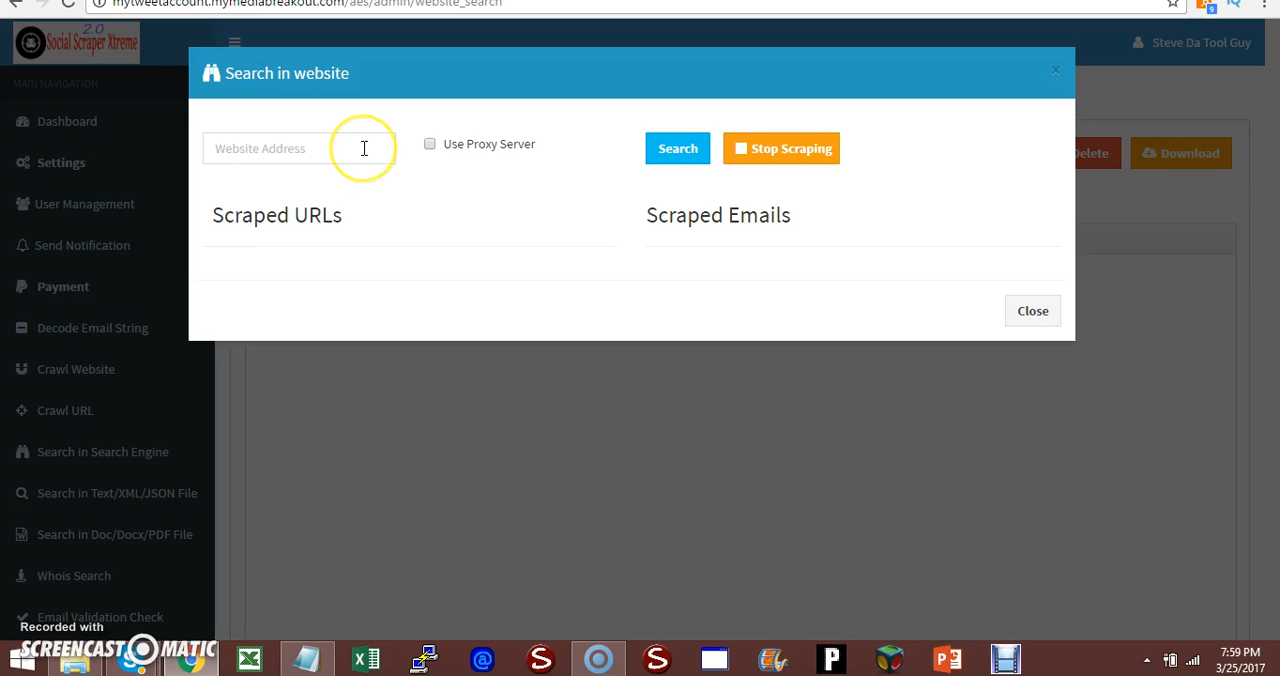 mytweetaccount.mymediabreakout.com/aes/admin/website_search
9
2.0
Social Scraper Xtreme
Steve Da Tool Guy
MAIN NAVIGATION
Dashboard
Settings
User Management
Send Notification
Payment
Decode Email String
Crawl Website
Crawl URL
Search in Search Engine
Search in Text/XML/JSON File
Search in Doc/Docx/PDF File
Whois Search
Email Validation Check
Search in website
×
Website Address
Use Proxy Server
Search
Stop Scraping
Scraped URLs
Scraped Emails
Close
Delete
Download
Recorded with
SCREENCAST MATIC
7:59 PM
3/25/2017